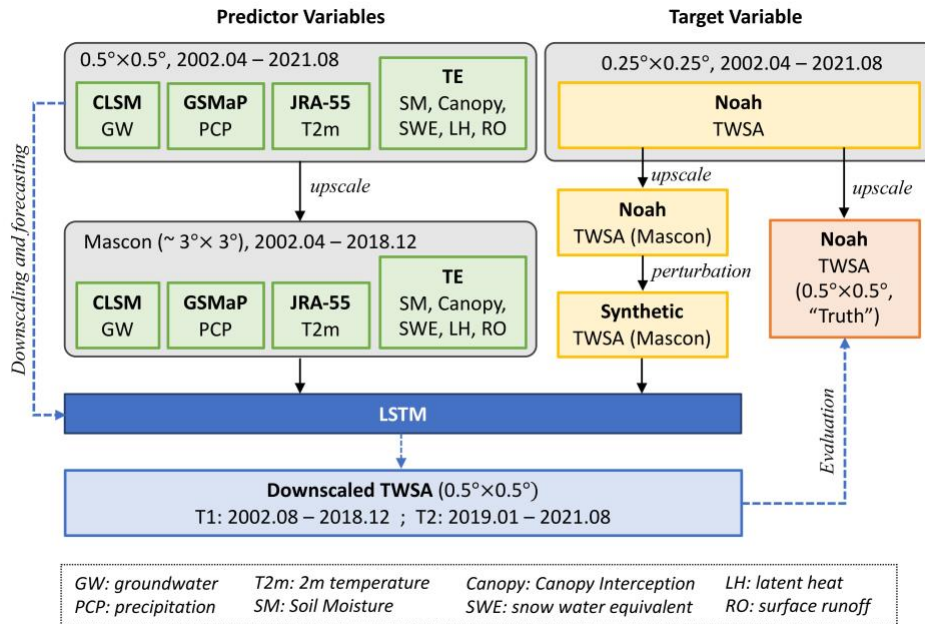 Predictor Variables
Target Variable
0.5°×0.5°, 2002.04 – 2021.08
CLSM
GW
GSMaP
PCP
JRA-55
T2m
TE
SM, Canopy,
SWE, LH, RO
0.25°×0.25°, 2002.04 – 2021.08
Noah
TWSA
upscale
upscale
upscale
Downscaling and forecasting
Mascon (~ 3°× 3°), 2002.04 – 2018.12
CLSM
GW
GSMaP
PCP
JRA-55
T2m
TE
SM, Canopy,
SWE, LH, RO
Noah
TWSA (Mascon)
perturbation
Synthetic
TWSA (Mascon)
Noah
TWSA
(0.5°×0.5°,
“Truth”)
LSTM
Evaluation
Downscaled TWSA (0.5°×0.5°)
T1: 2002.08 – 2018.12 ; T2: 2019.01 – 2021.08
GW: groundwater T2m: 2m temperature Canopy: Canopy Interception LH: latent heat
PCP: precipitation SM: Soil Moisture SWE: snow water equivalent RO: surface runoff